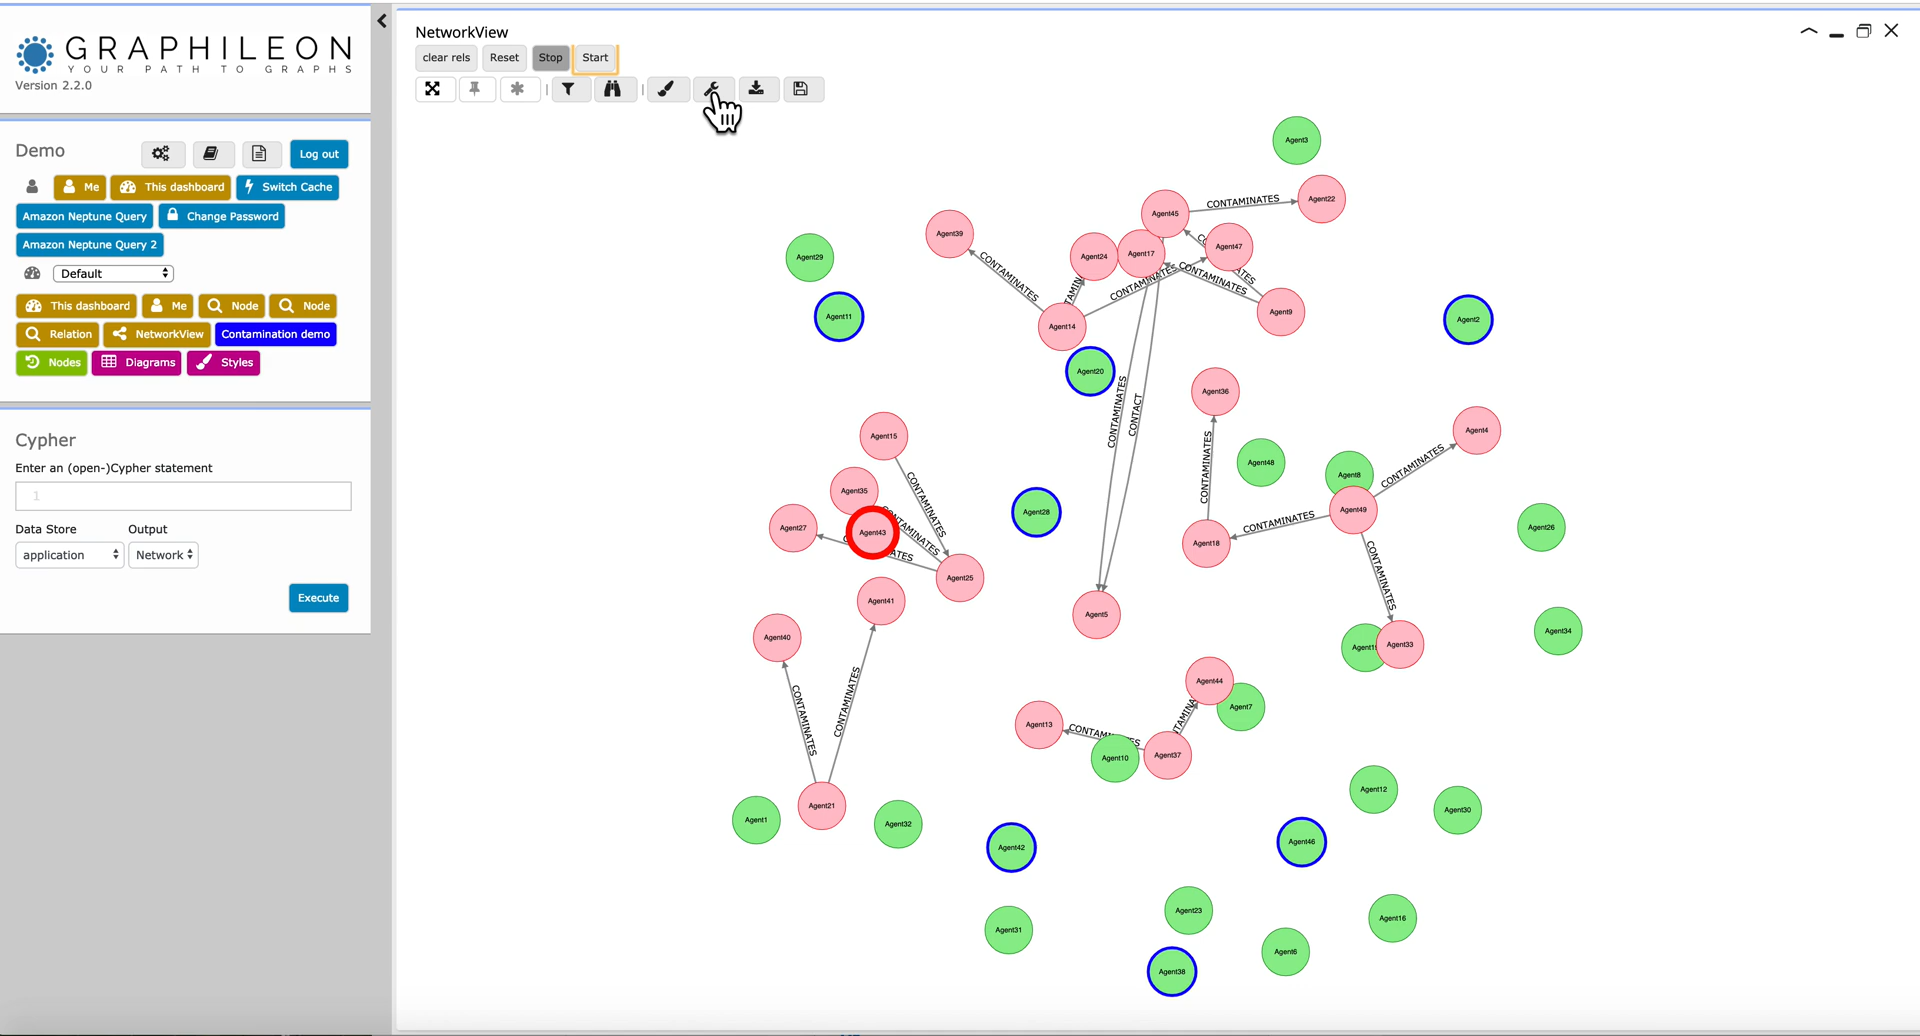 GRAPHILEON
YOUR PATH TO GRAPHS
Version 2.2.0
Demo
Log out
Me
This dashboard
Switch Cache
Amazon Neptune Query
Change Password
Amazon Neptune Query 2
Default
This dashboard
Me
Node
Node
Relation
NetworkView
Contamination demo
Nodes
Diagrams
Styles
Cypher
Enter an (open-)Cypher statement
1
Data Store
Output
application
Network
Execute
NetworkView
clear rels
Reset
Stop
Start
Agent3
Agent22
CONTAMINATES
Agent45
Agent39
Agent47
Agent24
Agent17
Agent29
CONTAMINATES
CONTAMINATES
CONTAMINATES
Agent11
Agent14
Agent9
Agent2
Agent20
CONTAMINATES
CONTACT
Agent36
Agent15
Agent4
CONTAMINATES
CONTAMINATES
Agent48
Agent8
Agent35
CONTAMINATES
Agent49
Agent28
CONTAMINATES
Agent27
Agent43
Agent26
Agent18
Agent25
CONTAMINATES
Agent41
Agent5
Agent40
Agent34
Agent33
Agent44
CONTAMINATES
CONTAMINATES
Agent7
Agent13
Agent10
Agent37
Agent12
Agent21
Agent30
Agent1
Agent32
Agent42
Agent46
Agent23
Agent16
Agent31
Agent6
Agent38